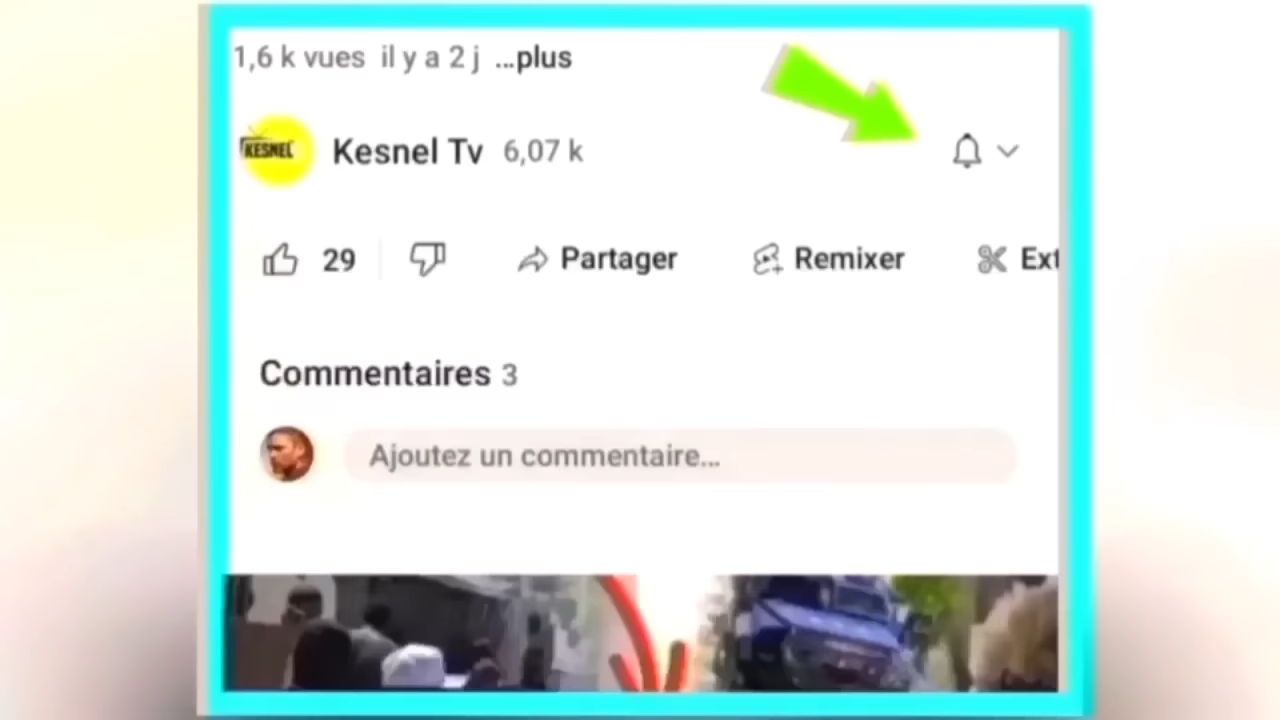 1,6 k vues il y a 2 j ...plus
KESNEL
Kesnel Tv 6,07 k
29 Partager Remixer Ext
Commentaires 3
Ajoutez un commentaire...